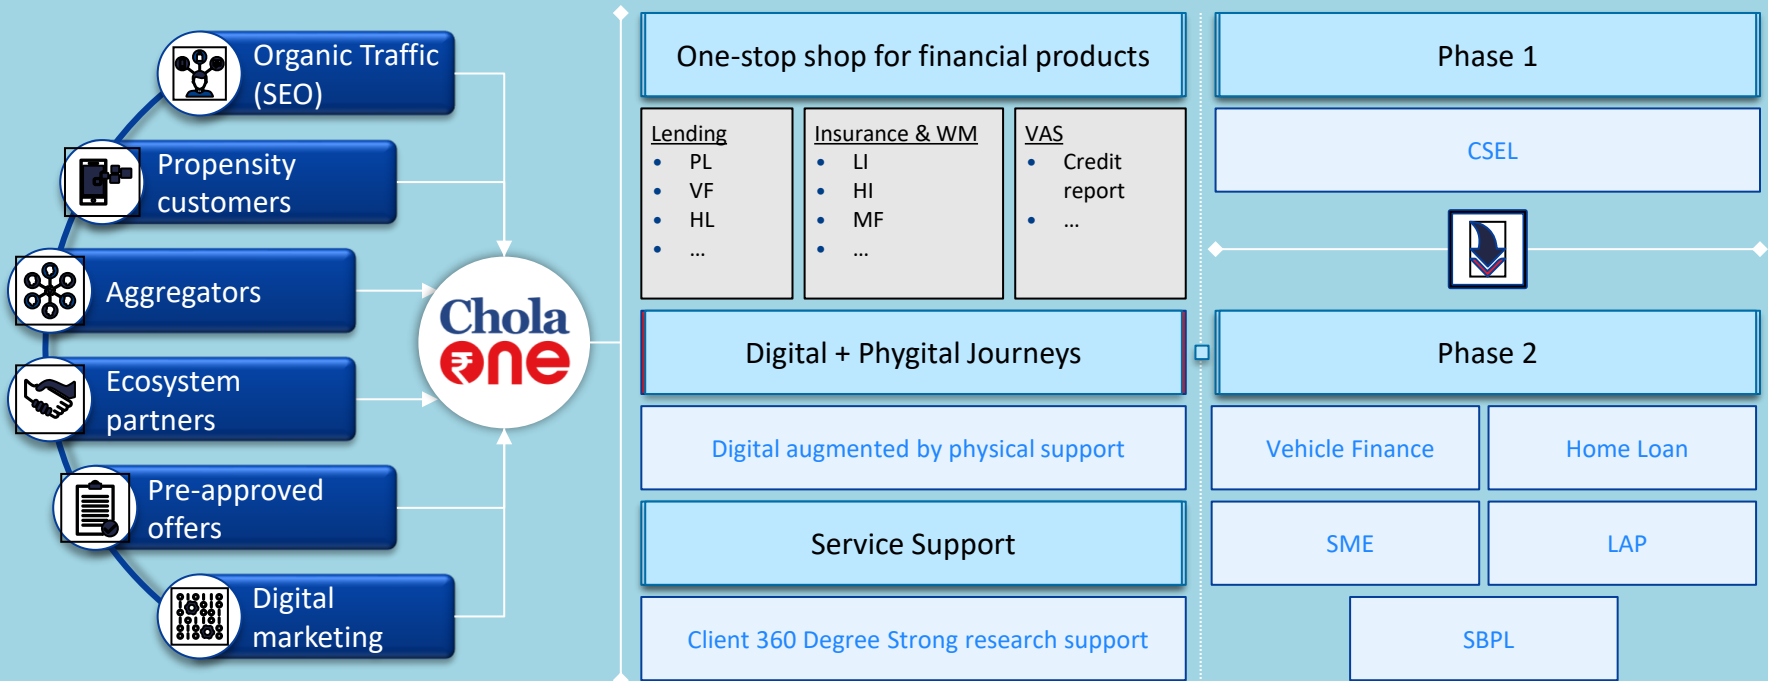 Organic Traffic
(SEO)
Propensity
customers
Aggregators
Ecosystem
partners
Pre-approved
offers
Digital
marketing
Chola
₹one
One-stop shop for financial products
Lending
• PL
• VF
• HL
• ...
Insurance & WM
• LI
• HI
• MF
• ...
VAS
• Credit
report
• ...
Digital + Phygital Journeys
Digital augmented by physical support
Service Support
Client 360 Degree Strong research support
Phase 1
CSEL
Phase 2
Vehicle Finance
Home Loan
SME
LAP
SBPL